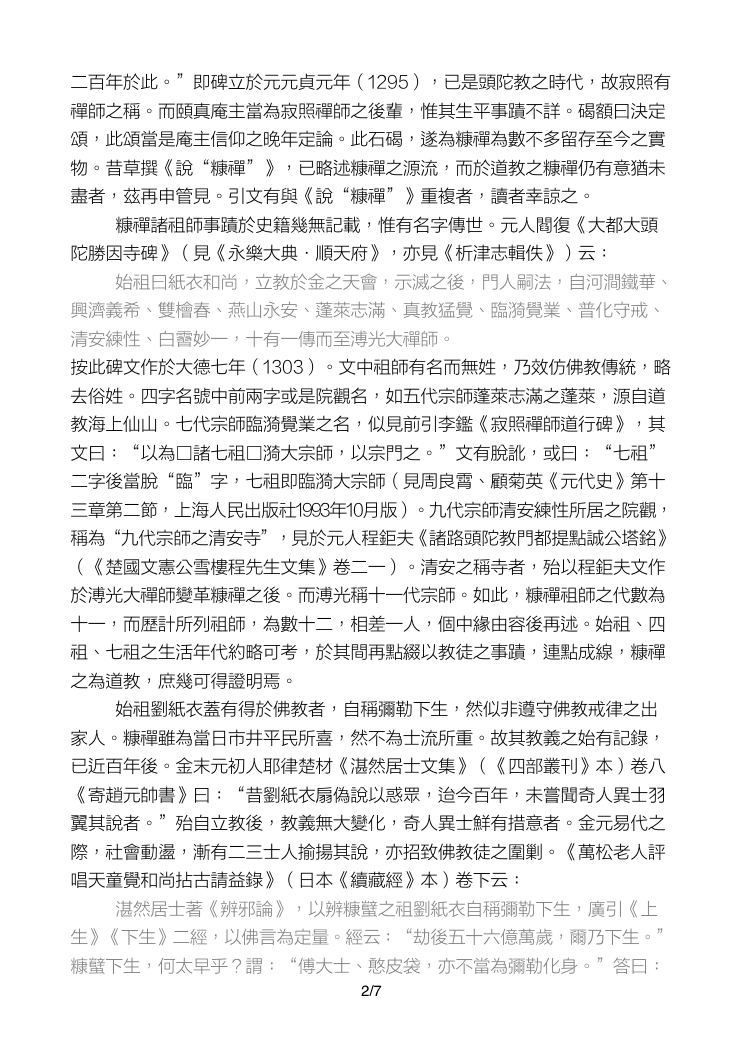 二百年於此。”即碑立於元元貞元年（1295），已是頭陀教之時代，故寂照有
禪師之稱。而頤真庵主當為寂照禪師之後輩，惟其生平事蹟不詳。碣額曰決定
頌，此頌當是庵主信仰之晚年定論。此石碣，遂為糠禪為數不多留存至今之實
物。昔草撰《說“糠禪”》，已略述糠禪之源流，而於道教之糠禪仍有意猶未
盡者，茲再申管見。引文有與《說“糠禪”》重複者，讀者幸諒之。
糠禪諸祖師事蹟於史籍幾無記載，惟有名字傳世。元人閻復《大都大頭
陀勝因寺碑》（見《永樂大典．順天府》，亦見《析津志輯佚》）云：
始祖曰紙衣和尚，立教於金之天會，示滅之後，門人嗣法，自河澗鐵華、
興濟義希、雙檜春、燕山永安、蓬萊志滿、真教猛覺、臨漪覺業、普化守戒、
清安練性、白霫妙一，十有一傳而至溥光大禪師。
按此碑文作於大德七年（1303）。文中祖師有名而無姓，乃效仿佛教傳統，略
去俗姓。四字名號中前兩字或是院觀名，如五代宗師蓬萊志滿之蓬萊，源自道
教海上仙山。七代宗師臨漪覺業之名，似見前引李鑑《寂照禪師道行碑》，其
文曰：“以為□諸七祖□漪大宗師，以宗門之。”文有脫訛，或曰：“七祖”
二字後當脫“臨”字，七祖即臨漪大宗師（見周良霄、顧菊英《元代史》第十
三章第二節，上海人民出版社1993年10月版）。九代宗師清安練性所居之院觀，
稱為“九代宗師之清安寺”，見於元人程鉅夫《諸路頭陀教門都提點誠公塔銘》
（《楚國文憲公雪樓程先生文集》卷二一）。清安之稱寺者，殆以程鉅夫文作
於溥光大禪師變革糠禪之後。而溥光稱十一代宗師。如此，糠禪祖師之代數為
十一，而歷計所列祖師，為數十二，相差一人，個中緣由容後再述。始祖、四
祖、七祖之生活年代約略可考，於其間再點綴以教徒之事蹟，連點成線，糠禪
之為道教，庶幾可得證明焉。
始祖劉紙衣蓋有得於佛教者，自稱彌勒下生，然似非遵守佛教戒律之出
家人。糠禪雖為當日市井平民所喜，然不為士流所重。故其教義之始有記錄，
已近百年後。金末元初人耶律楚材《湛然居士文集》（《四部叢刊》本）卷八
《寄趙元帥書》曰：“昔劉紙衣扇偽說以惑眾，迨今百年，未嘗聞奇人異士羽
翼其說者。”殆自立教後，教義無大變化，奇人異士鮮有措意者。金元易代之
際，社會動盪，漸有二三士人揄揚其說，亦招致佛教徒之圍剿。《萬松老人評
唱天童覺和尚拈古請益錄》（日本《續藏經》本）卷下云：
湛然居士著《辨邪論》，以辨糠㼽之祖劉紙衣自稱彌勒下生，廣引《上
生》《下生》二經，以佛言為定量。經云：“劫後五十六億萬歲，爾乃下生。”
糠㼽下生，何太早乎？謂：“傅大士、憨皮袋，亦不當為彌勒化身。”答曰：
2/7